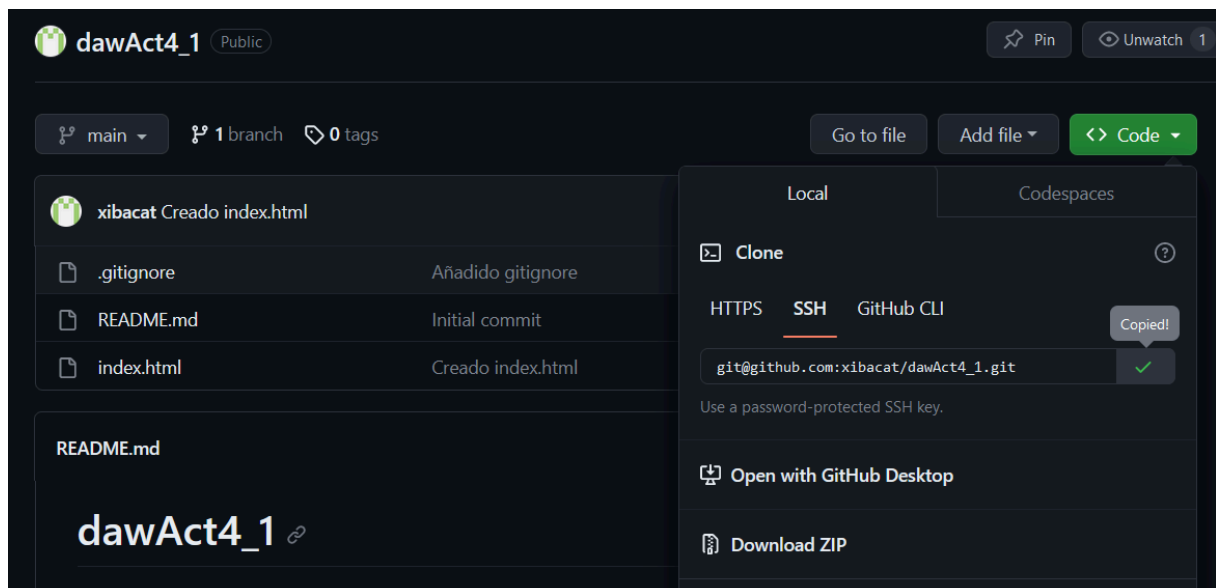 dawAct4_1 Public Pin Unwatch 1
main 1 branch 0 tags Go to file Add file <> Code
xibacat Creado index.html
.gitignore Añadido gitignore
README.md Initial commit
index.html Creado index.html
README.md
dawAct4_1
Local Codespaces
Clone
HTTPS SSH GitHub CLI
Copied!
git@github.com:xibacat/dawAct4_1.git
Use a password-protected SSH key.
Open with GitHub Desktop
Download ZIP